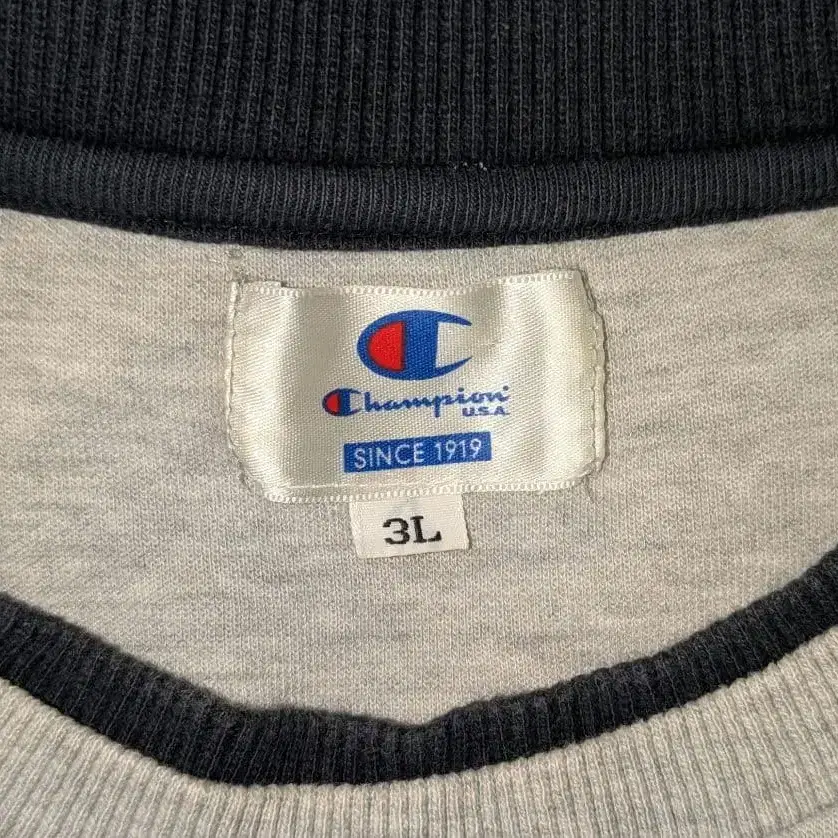 Champion
U.S.A.
SINCE 1919
3L